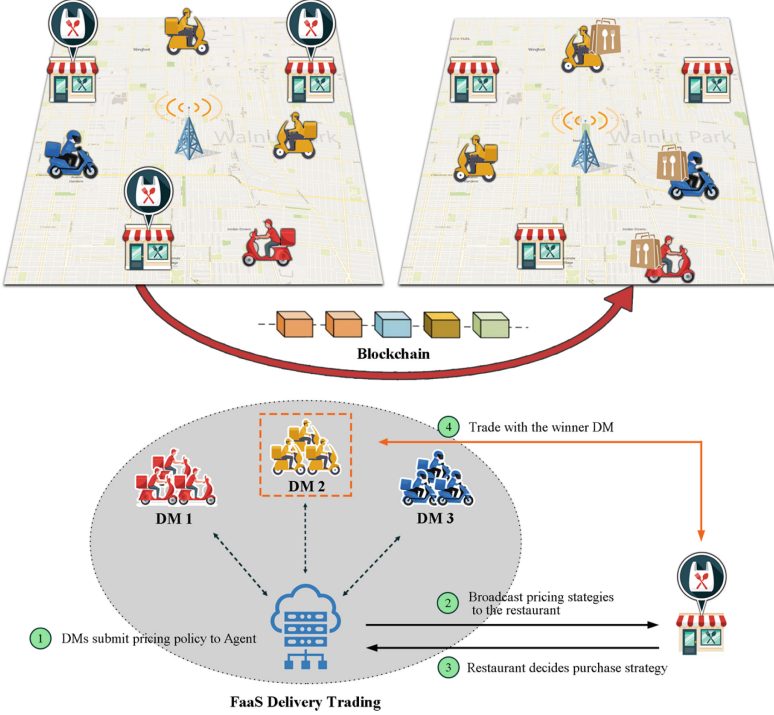 Walnut Park
Walnut Park
Blockchain
4 Trade with the winner DM
DM 1
DM 2
DM 3
2 Broadcast pricing stategies
to the restaurant
1 DMs submit pricing policy to Agent
3 Restaurant decides purchase strategy
FaaS Delivery Trading